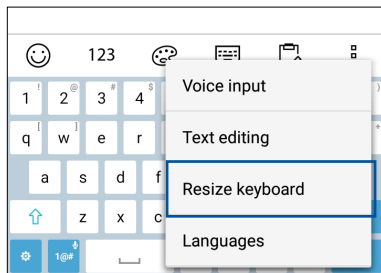 123
Voice input
1 ! 2 @ 3 # 4 $ )
Text editing
q [ w ] e r +
Resize keyboard
a s d f
z x c
Languages
1@#